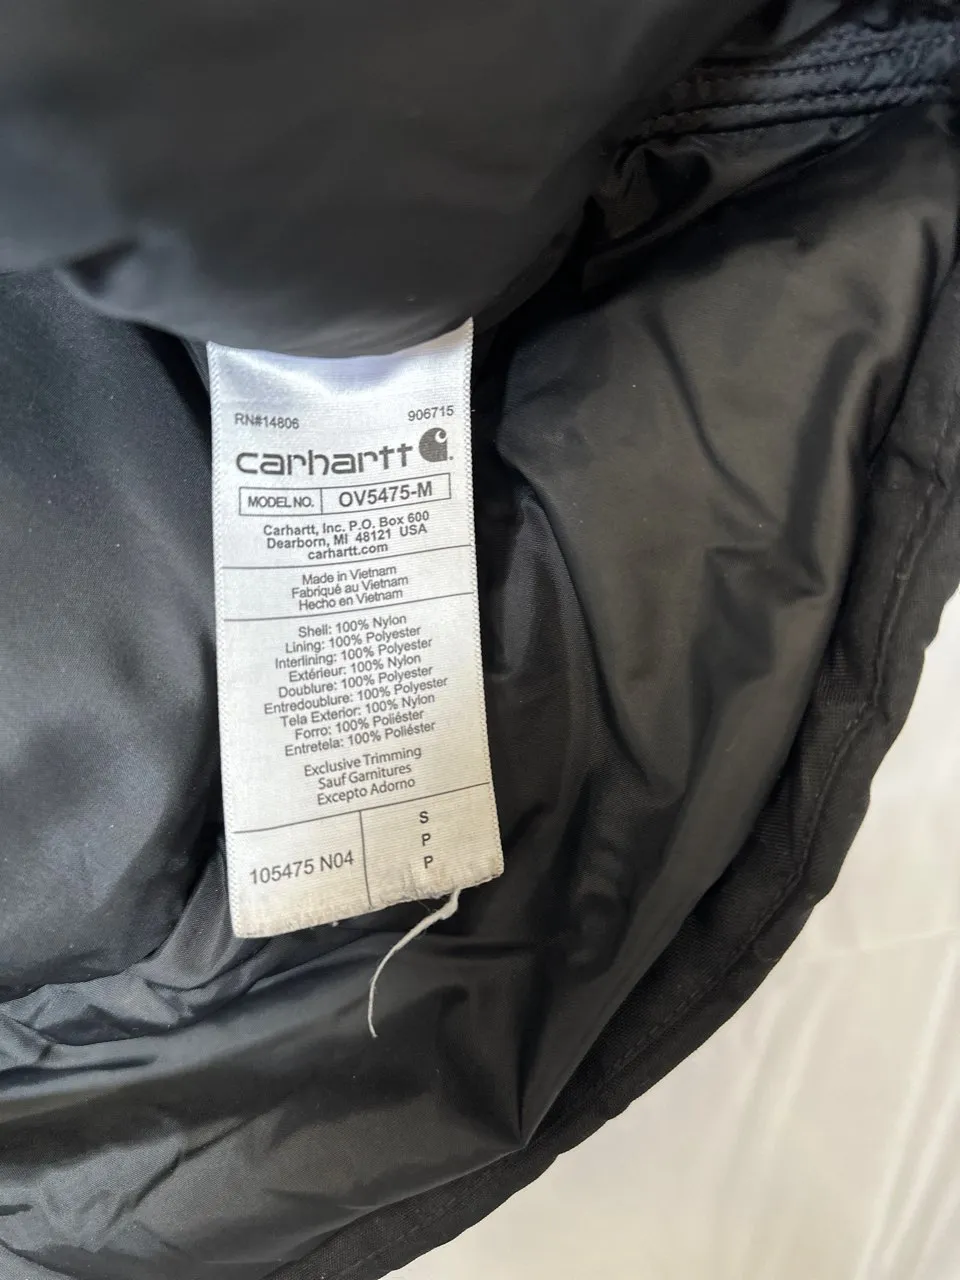 RN#14806 906715
carhartt
MODEL NO. OV5475-M
Carhartt, Inc. P.O. Box 600
Dearborn, MI 48121 USA
carhartt.com
Made in Vietnam
Fabriqué au Vietnam
Hecho en Vietnam
Shell: 100% Nylon
Lining: 100% Polyester
Interlining: 100% Polyester
Extérieur: 100% Nylon
Doublure: 100% Polyester
Entredoublure: 100% Polyester
Tela Exterior: 100% Nylon
Forro: 100% Poliéster
Entretela: 100% Poliéster
Exclusive Trimming
Sauf Garnitures
Excepto Adorno
105475 N04
S
P
P